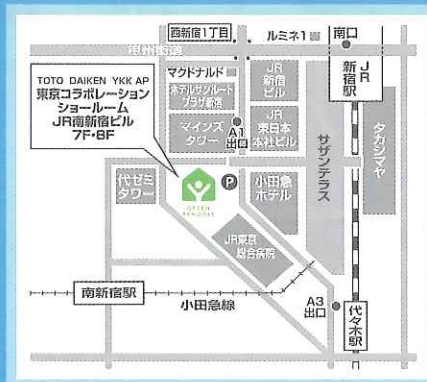 西新宿1丁目
ルミネ1
南口
甲州街道
TOTO DAIKEN YKK AP
東京コラボレーション
ショールーム
JR南新宿ビル
7F・8F
マクドナルド
ホテルサンルート
プラザ新宿
マインズ
タワー
A1
出口
JR
新宿
ビル
JR
東日本
本社ビル
JR
新宿駅
サザンテラス
タカシマヤ
代ゼミ
タワー
GREEN
REMODEL
P
小田急
ホテル
JR東京
総合病院
南新宿駅
小田急線
A3
出口
代々木駅